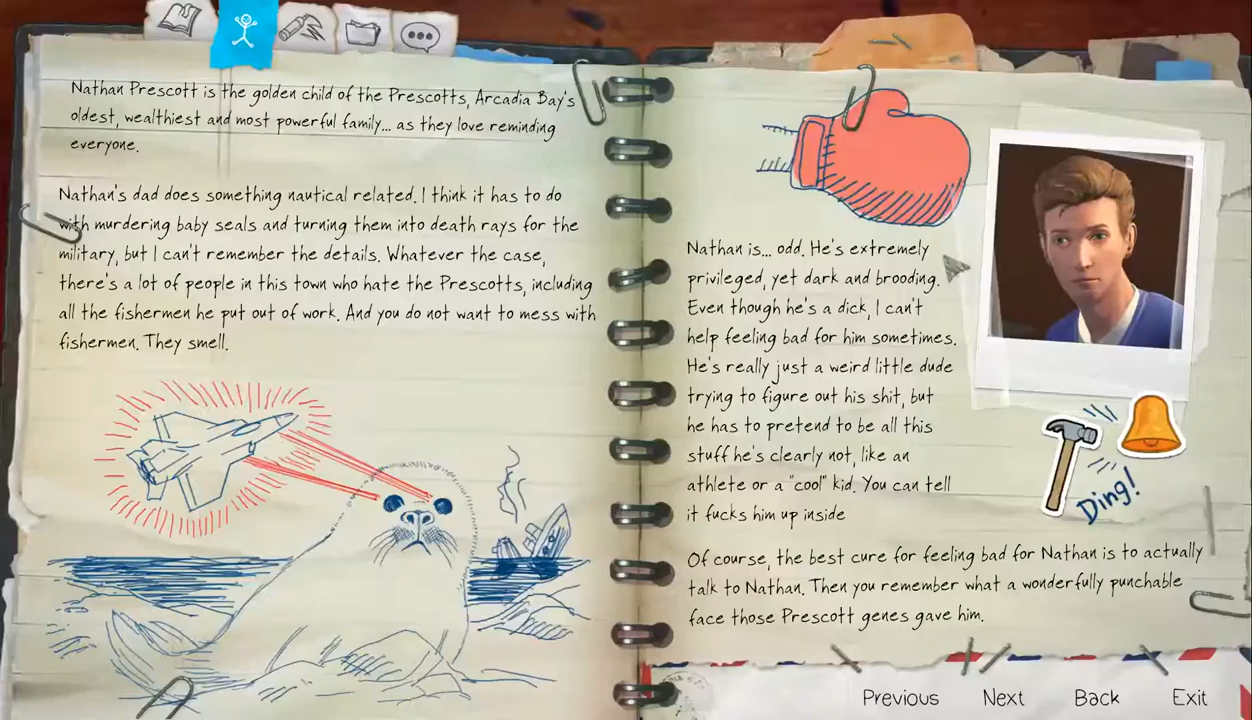 Nathan Prescott is the golden child of the Prescotts, Arcadia Bay's
oldest, wealthiest and most powerful family... as they love reminding
everyone.
Nathan's dad does something nautical related. I think it has to do
with murdering baby seals and turning them into death rays for the
military, but I can't remember the details. Whatever the case,
there's a lot of people in this town who hate the Prescotts, including
all the fishermen he put out of work. And you do not want to mess with
fishermen. They smell.
Nathan is... odd. He's extremely
privileged, yet dark and brooding.
Even though he's a dick, I can't
help feeling bad for him sometimes.
He's really just a weird little dude
trying to figure out his shit, but
he has to pretend to be all this
stuff he's clearly not, like an
athlete or a "cool" kid. You can tell
it fucks him up inside
Ding!
Of course, the best cure for feeling bad for Nathan is to actually
talk to Nathan. Then you remember what a wonderfully punchable
face those Prescott genes gave him.
Previous Next Back Exit